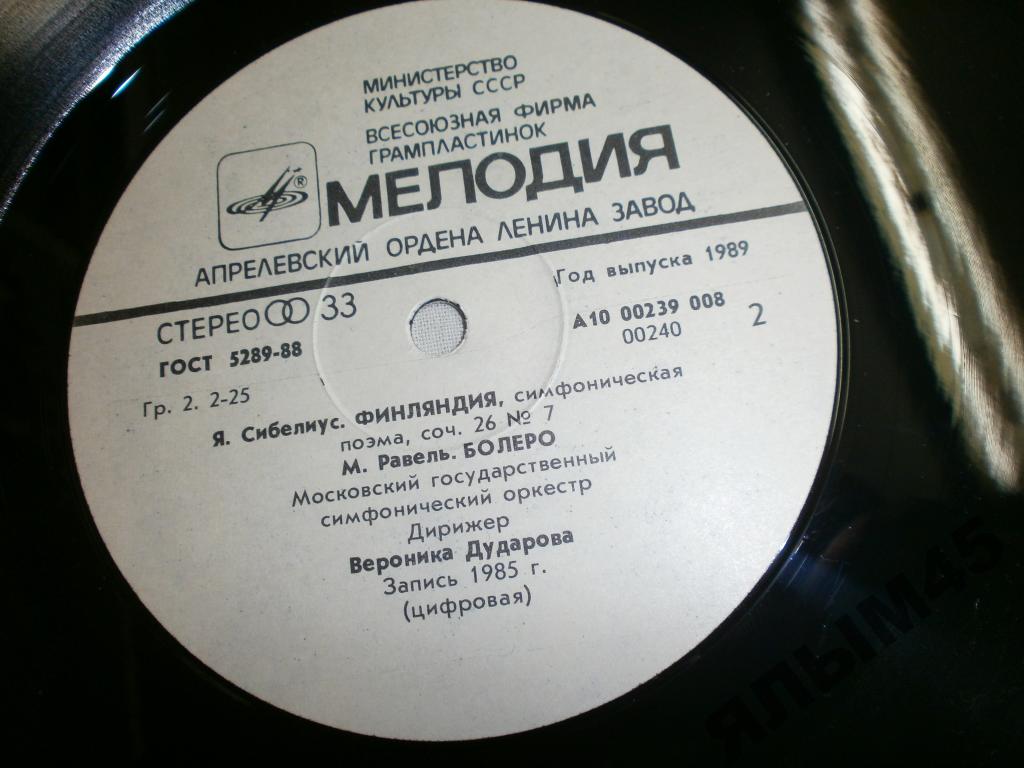 МИНИСТЕРСТВО
КУЛЬТУРЫ СССР
ВСЕСОЮЗНАЯ ФИРМА
ГРАМПЛАСТИНОК
® МЕЛОДИЯ
АПРЕЛЕВСКИЙ ОРДЕНА ЛЕНИНА ЗАВОД
СТЕРЕО 33
ГОСТ 5289-88
Гр. 2. 2-25
Год выпуска 1989
А10 00239 008
00240
2
Я. Сибелиус. ФИНЛЯНДИЯ, симфоническая
поэма, соч. 26 № 7
М. Равель. БОЛЕРО
Московский государственный
симфонический оркестр
Дирижер
Вероника Дударова
Запись 1985 г.
(цифровая)
ЯЛЫМ45